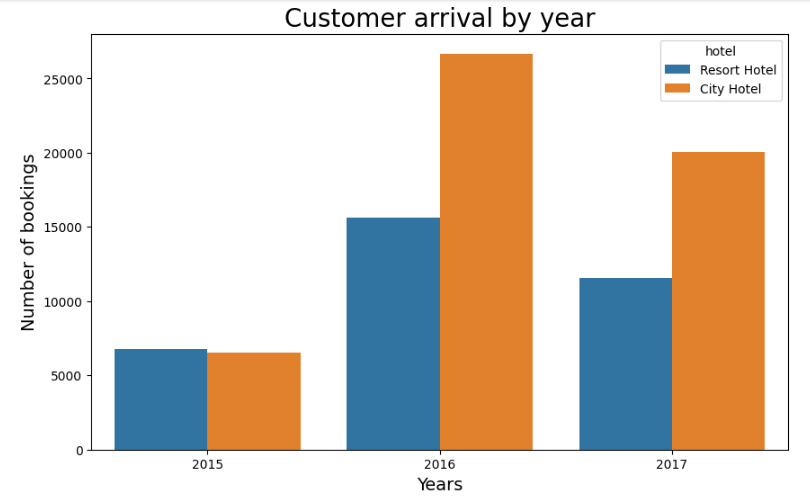 Customer arrival by year
hotel
Resort Hotel
City Hotel
Number of bookings
25000
20000
15000
10000
5000
0
2015 2016 2017
Years